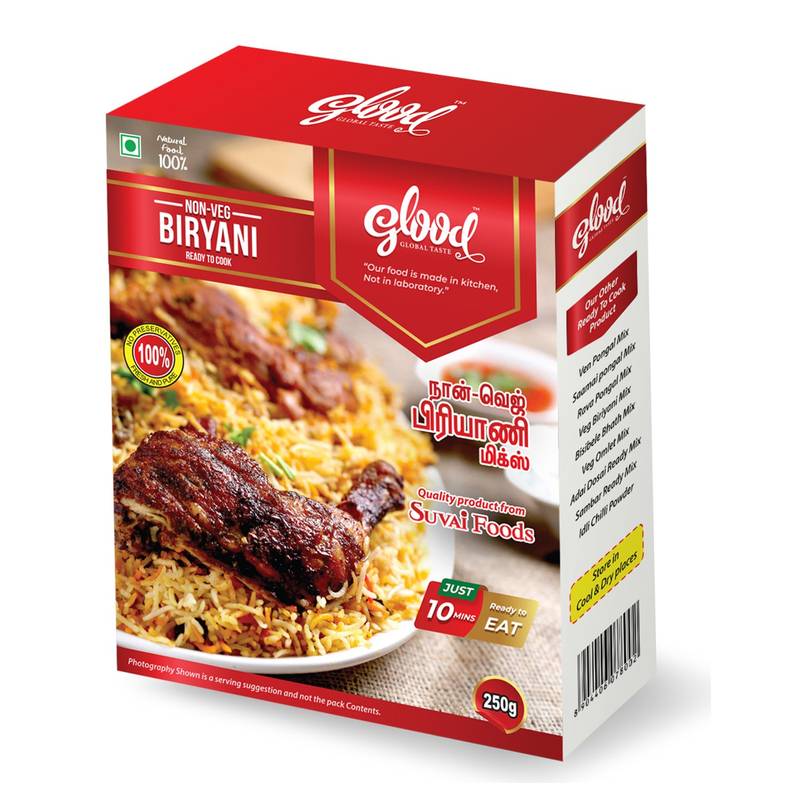 glood™
GLOBAL TASTE
Natural
Food
100%
NON-VEG
BIRYANI
READY TO COOK
glood™
GLOBAL TASTE
"Our food is made in kitchen,
Not in laboratory."
NO PRESERVATIVES
100%
FRESH AND PURE
நான்-வெஜ்
பிரியாணி
மிக்ஸ்
Quality product from
SUVAI FOODS
JUST
10 MINS
Ready to
EAT
Photography Shown is a serving suggestion and not the pack Contents.
250g
glood™
GLOBAL TASTE
Our Other
Ready To Cook
Product
Ven Pongal Mix
Saamai pongal Mix
Rava Pongal Mix
Veg Biriyani Mix
Bisibele Bhath Mix
Veg Omlet Mix
Adai Dosai Ready Mix
Sambar Ready Mix
Idli Chilli Powder
Store in
Cool & Dry places